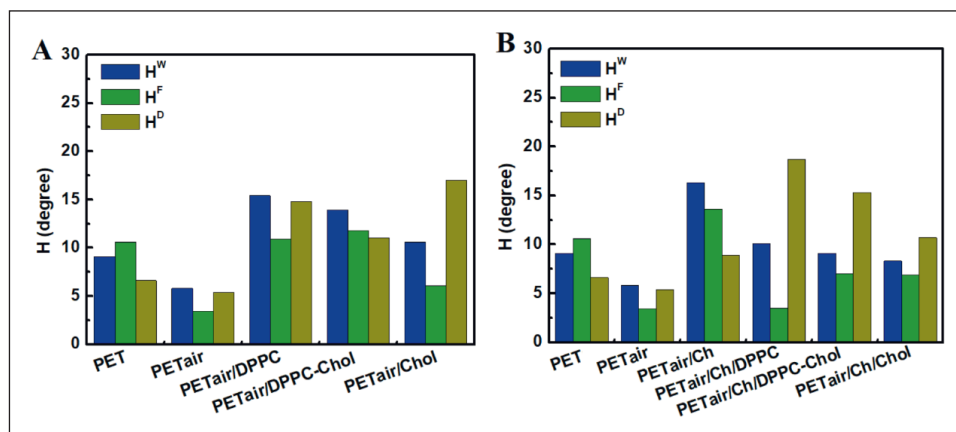 A
30
25
20
15
10
5
0
H (degree)
H^W
H^F
H^D
PET
PETair
PETair/DPPC
PETair/DPPC-Chol
PETair/Chol
B
30
25
20
15
10
5
0
H (degree)
H^W
H^F
H^D
PET
PETair
PETair/Ch
PETair/Ch/DPPC
PETair/Ch/DPPC-Chol
PETair/Ch/Chol